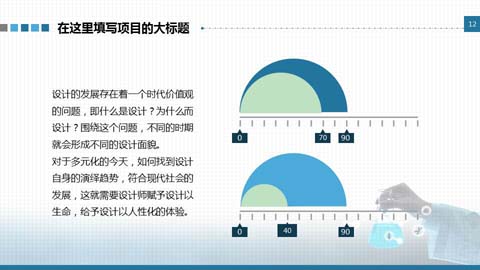 在这里填写项目的大标题
12
设计的发展存在着一个时代价值观
的问题，即什么是设计？为什么而
设计？围绕这个问题，不同的时期
就会形成不同的设计面貌。
对于多元化的今天，如何找到设计
自身的演绎趋势，符合现代社会的
发展，这就需要设计师赋予设计以
生命，给予设计以人性化的体验。
0 70 90
0 40 90